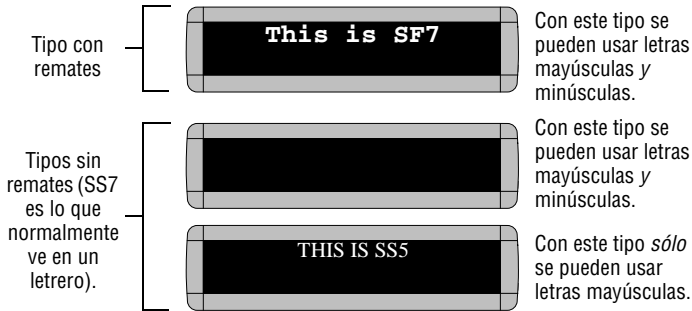 Tipo con
remates
This is SF7
Con este tipo se
pueden usar letras
mayúsculas y
minúsculas.
Tipos sin
remates (SS7
es lo que
normalmente
ve en un
letrero).
Con este tipo se
pueden usar letras
mayúsculas y
minúsculas.
THIS IS SS5
Con este tipo sólo
se pueden usar
letras mayúsculas.